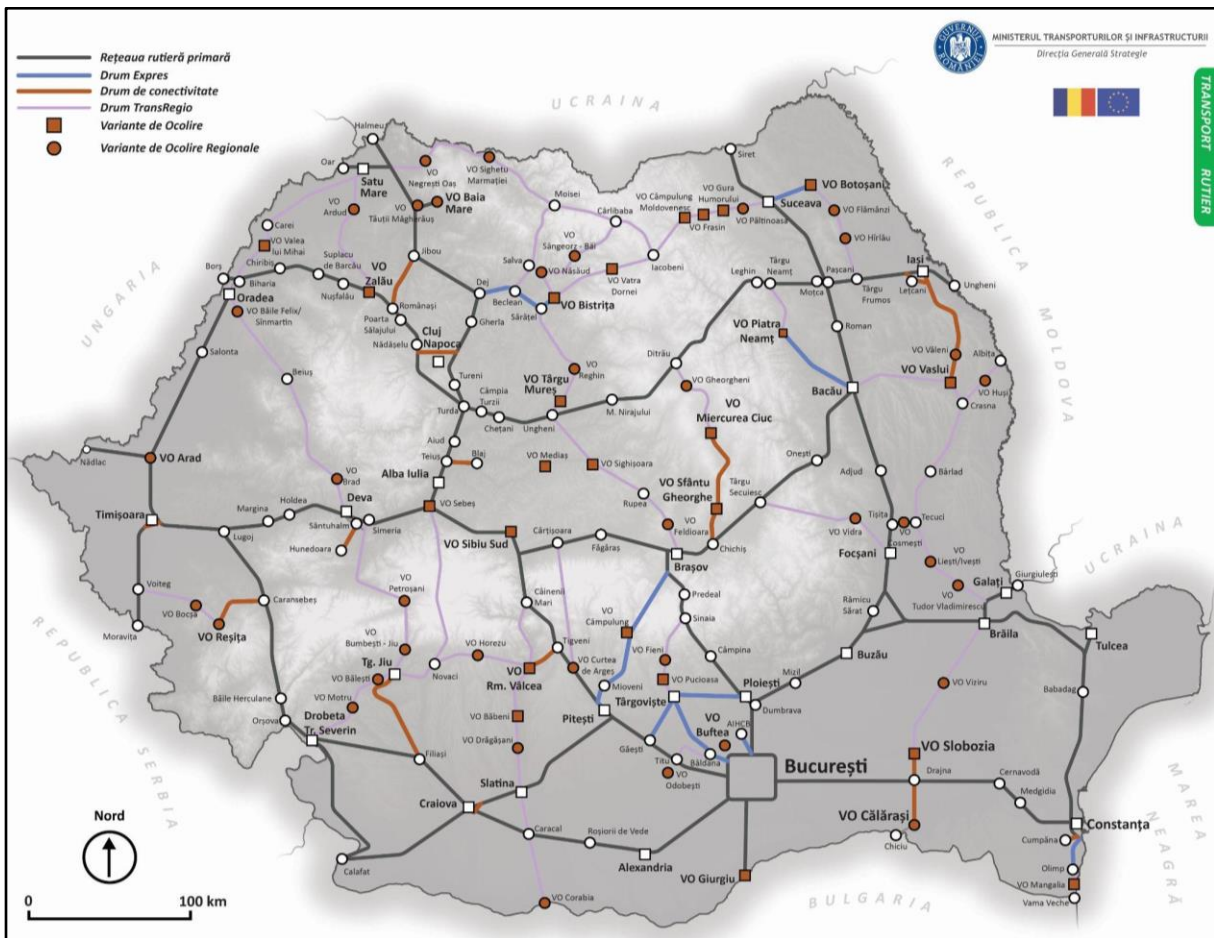 Rețeaua rutieră primară
Drum Expres
Drum de conectivitate
Drum TransRegio
Variante de Ocolire
Variante de Ocolire Regionale
GUVERNUL ROMÂNIEI
MINISTERUL TRANSPORTURILOR ȘI INFRASTRUCTURII
Direcția Generală Strategie
TRANSPORT RUTIER
UCRAINA
REPUBLICA MOLDOVA
UNGARIA
Halmeu
Oar
Satu
Mare
VO
Negrești Oaș
VO Sighetu
Marmației
Siret
VO Botoșani
Suceava
VO
Ardud
VO
Tăuții Măgherăuș
VO Baia
Mare
Moisei
Cârlibaba
VO Câmpulung
Moldovenesc
VO Gura
Humorului
VO Frasin
VO Păltinoasa
VO Flămânzi
VO Hîrlău
Carei
VO Valea
lui Mihai
Chiribiș
Suplacu
de Barcău
VO
Zalău
Jibou
Salva
VO
Sângeorz - Băi
VO Năsăud
Iacobeni
VO Vatra
Dornei
Leghin
Târgu
Neamț
Moțca
Pașcani
Târgu
Frumos
Iași
Lețcani
Ungheni
Borș
Biharia
Oradea
VO Băile Felix/
Sînmartin
Nușfalău
Românași
Poarta
Sălajului
Dej
Beclean
Sărățel
VO Bistrița
Gherla
Nădășelu
Cluj
Napoca
Roman
VO Piatra
Neamț
Salonta
Beiuș
Tureni
Câmpia
Turzii
VO Târgu
Mureș
VO
Reghin
Ditrău
VO Gheorgheni
Bacău
VO Văleni
VO Vaslui
Albița
VO Huși
Crasna
Turda
Chețani
Ungheni
M. Nirajului
VO
Miercurea Ciuc
Nădlac
VO Arad
Aiud
Teiuș
Blaj
VO Mediaș
VO Sighișoara
Onești
Adjud
Bârlad
VO
Brad
Alba Iulia
VO Sebeș
Deva
Rupea
VO Sfântu
Gheorghe
Târgu
Secuiesc
Tișița
Tecuci
VO
Cosmești
Timișoara
Margina
Holdea
Sântuhalm
Simeria
Lugoj
Hunedoara
VO Sibiu Sud
Cârțișoara
Făgăraș
VO
Feldioara
Chichiș
Brașov
VO Vidra
Focșani
VO
Liești/Ivești
Galați
Giurgiulești
UCRAINA
VO
Tudor Vladimirescu
Voiteg
VO Bocșa
VO Reșița
Caransebeș
Moravița
VO
Petroșani
Câinenii
Mari
Predeal
Sinaia
VO
Câmpulung
Râmicu
Sărat
Brăila
Tulcea
VO
Bumbești - Jiu
VO Horezu
Tigveni
VO Fieni
Câmpina
Buzău
Tg. Jiu
Novaci
VO
Rm. Vâlcea
VO Curtea
de Arges
VO Pucioasa
Ploiești
Mizil
VO Viziru
Babadag
Băile Herculane
VO Bălești
VO Motru
Mioveni
Târgoviște
Dumbrava
Orșova
Drobeta
Tr. Severin
VO Băbeni
Pitești
VO
Buftea
AIHCB
REPUBLICA SERBIA
Filiași
VO Drăgășani
Găești
Titu
Băldana
VO
Odobești
București
VO Slobozia
Drajna
Cernavodă
Medgidia
Slatina
Craiova
VO Călărași
Constanța
Nord
Caracal
Roșiorii de Vede
Alexandria
Chiciu
Cumpăna
Olimp
MAREA NEAGRĂ
Calafat
VO Giurgiu
VO Mangalia
Vama Veche
VO Corabia
BULGARIA
0
100 km